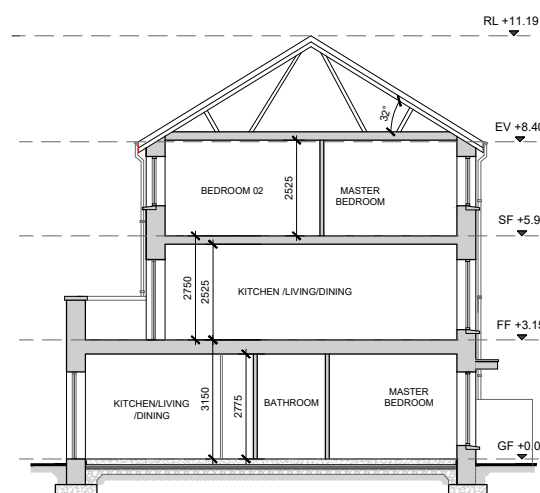 RL +11.19
32°
EV +8.40
BEDROOM 02
2525
MASTER
BEDROOM
SF +5.9
2750
2525
KITCHEN /LIVING/DINING
FF +3.15
KITCHEN/LIVING
/DINING
3150
2775
BATHROOM
MASTER
BEDROOM
GF +0.0